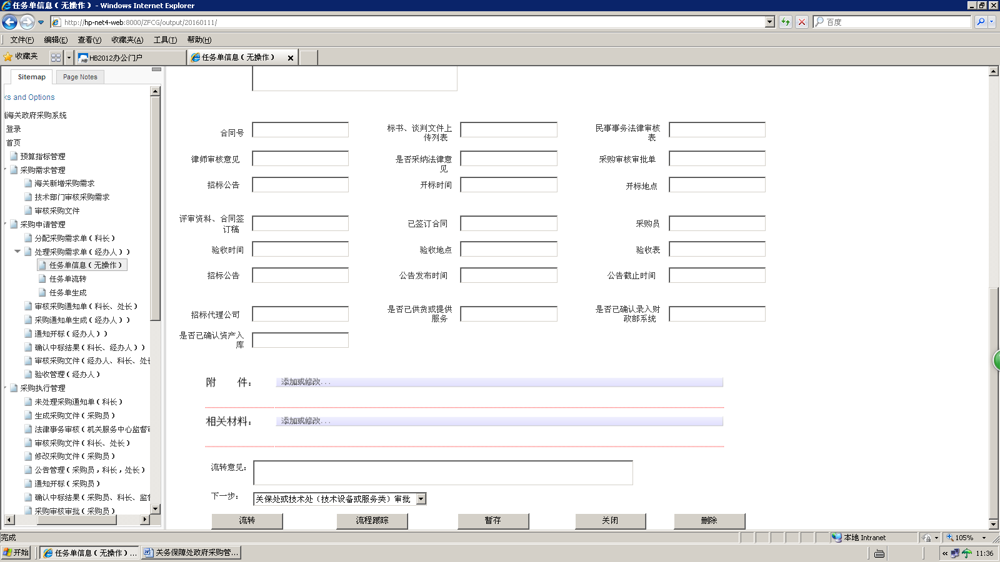 任务单信息（无操作） - Windows Internet Explorer
http://hp-net4-web:8000/ZFCG/output/20160111/
百度
文件(F) 编辑(E) 查看(V) 收藏夹(A) 工具(T) 帮助(H)
收藏夹 HB2012办公门户 任务单信息（无操作）
Sitemap Page Notes
ks and Options
海关政府采购系统
登录
首页
预算指标管理
采购需求管理
海关新增采购需求
技术部门审核采购需求
审核采购文件
采购申请管理
分配采购需求单（科长）
处理采购需求单（经办人））
任务单信息（无操作）
任务单流转
任务单生成
审核采购通知单（科长、处长）
采购通知单生成（经办人））
通知开标（经办人））
确认中标结果（科长、经办人））
审核采购文件（经办人、科长、处长
验收管理（经办人）
采购执行管理
未处理采购通知单（科长）
生成采购文件（采购员）
法律事务审核（机关服务中心监督审
审核采购文件（科长、处长）
修改采购文件（采购员）
公告管理（采购员，科长，处长）
通知开标（采购员）
确认中标结果（采购员、科长、监督
采购审核审批（采购员）
合同号 标书、谈判文件上传列表 民事事务法律审核表
律师审核意见 是否采纳法律意见 采购审核审批单
招标公告 开标时间 开标地点
评审资料、合同签订稿 已签订合同 采购员
验收时间 验收地点 验收表
招标公告 公告发布时间 公告截止时间
招标代理公司 是否已供货或提供服务 是否已确认录入财政部系统
是否已确认资产入库
附 件： 添加或修改...
相关材料： 添加或修改...
流转意见：
下一步： 关保处或技术处（技术设备或服务类）审批
流转 流程跟踪 暂存 关闭 删除
完成 本地 Intranet 105%
开始 任务单信息（无操作）... 关务保障处政府采购管... « 11:36